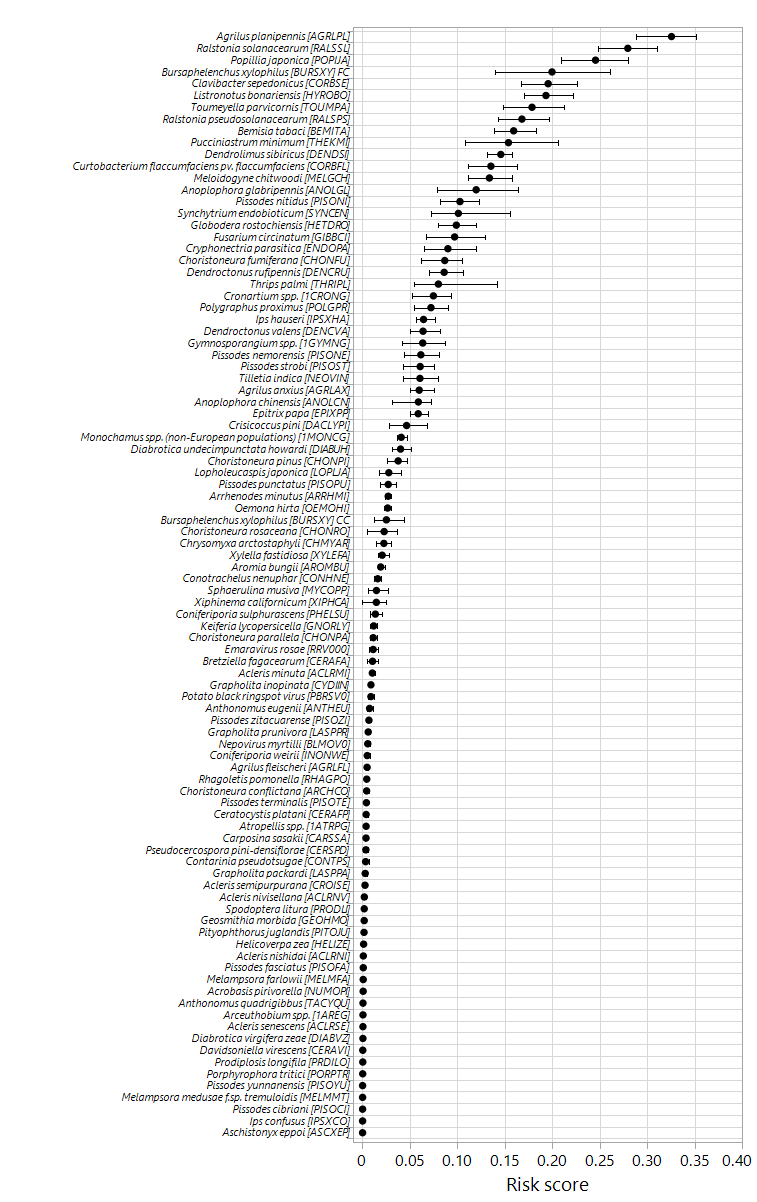 Agrilus planipennis [AGRLPL]
Ralstonia solanacearum [RALSSL]
Popillia japonica [POPIJA]
Bursaphelenchus xylophilus [BURSXY] FC
Clavibacter sepedonicus [CORBSE]
Listronotus bonariensis [HYROBO]
Toumeyella parvicornis [TOUMPA]
Ralstonia pseudosolanacearum [RALSPS]
Bemisia tabaci [BEMITA]
Pucciniastrum minimum [THEKMI]
Dendrolimus sibiricus [DENDSI]
Curtobacterium flaccumfaciens pv. flaccumfaciens [CORBFL]
Meloidogyne chitwoodi [MELGCH]
Anoplophora glabripennis [ANOLGL]
Pissodes nitidus [PISONI]
Synchytrium endobioticum [SYNCEN]
Globodera rostochiensis [HETDRO]
Fusarium circinatum [GIBBCI]
Cryphonectria parasitica [ENDOPA]
Choristoneura fumiferana [CHONFU]
Dendroctonus rufipennis [DENCRU]
Thrips palmi [THRIPL]
Cronartium spp. [1CRONG]
Polygraphus proximus [POLGPR]
Ips hauseri [IPSXHA]
Dendroctonus valens [DENCVA]
Gymnosporangium spp. [1GYMNG]
Pissodes nemorensis [PISONE]
Pissodes strobi [PISOST]
Tilletia indica [NEOVIN]
Agrilus anxius [AGRLAX]
Anoplophora chinensis [ANOLCN]
Epitrix papa [EPIXPP]
Crisicoccus pini [DACLYPI]
Monochamus spp. (non-European populations) [1MONCG]
Diabrotica undecimpunctata howardi [DIABUH]
Choristoneura pinus [CHONPI]
Lopholeucaspis japonica [LOPLJA]
Pissodes punctatus [PISOPU]
Arrhenodes minutus [ARRHMI]
Oemona hirta [OEMOHI]
Bursaphelenchus xylophilus [BURSXY] CC
Choristoneura rosaceana [CHONRO]
Chrysomyxa arctostaphyli [CHMYAR]
Xylella fastidiosa [XYLEFA]
Aromia bungii [AROMBU]
Conotrachelus nenuphar [CONHNE]
Sphaerulina musiva [MYCOPP]
Xiphinema californicum [XIPHCA]
Coniferiporia sulphurascens [PHELSU]
Keiferia lycopersicella [GNORLY]
Choristoneura parallela [CHONPA]
Emaravirus rosae [RRV000]
Bretziella fagacearum [CERAFA]
Acleris minuta [ACLRMI]
Grapholita inopinata [CYDIIN]
Potato black ringspot virus [PBRSV0]
Anthonomus eugenii [ANTHEU]
Pissodes zitacuarense [PISOZI]
Grapholita prunivora [LASPPR]
Nepovirus myrtilli [BLMOV0]
Coniferiporia weirii [INONWE]
Agrilus fleischeri [AGRLFL]
Rhagoletis pomonella [RHAGPO]
Choristoneura conflictana [ARCHCO]
Pissodes terminalis [PISOTE]
Ceratocystis platani [CERAFP]
Atropellis spp. [1ATRPG]
Carposina sasakii [CARSSA]
Pseudocercospora pini-densiflorae [CERSPD]
Contarinia pseudotsugae [CONTPS]
Grapholita packardi [LASPPA]
Acleris semipurpurana [CROISE]
Acleris nivisellana [ACLRNV]
Spodoptera litura [PRODLI]
Geosmithia morbida [GEOHMO]
Pityophthorus juglandis [PITOJU]
Helicoverpa zea [HELIZE]
Acleris nishidai [ACLRNI]
Pissodes fasciatus [PISOFA]
Melampsora farlowii [MELMFA]
Acrobasis pirivorella [NUMOPI]
Anthonomus quadrigibbus [TACYQU]
Arceuthobium spp. [1AREG]
Acleris senescens [ACLRSE]
Diabrotica virgifera zeae [DIABVZ]
Davidsoniella virescens [CERAVI]
Prodiplosis longifila [PRDILO]
Porphyrophora tritici [PORPTR]
Pissodes yunnanensis [PISOYU]
Melampsora medusae f.sp. tremuloidis [MELMMT]
Pissodes cibriani [PISOCI]
Ips confusus [IPSXCO]
Aschistonyx eppoi [ASCXEP]
0 0.05 0.10 0.15 0.20 0.25 0.30 0.35 0.40
Risk score